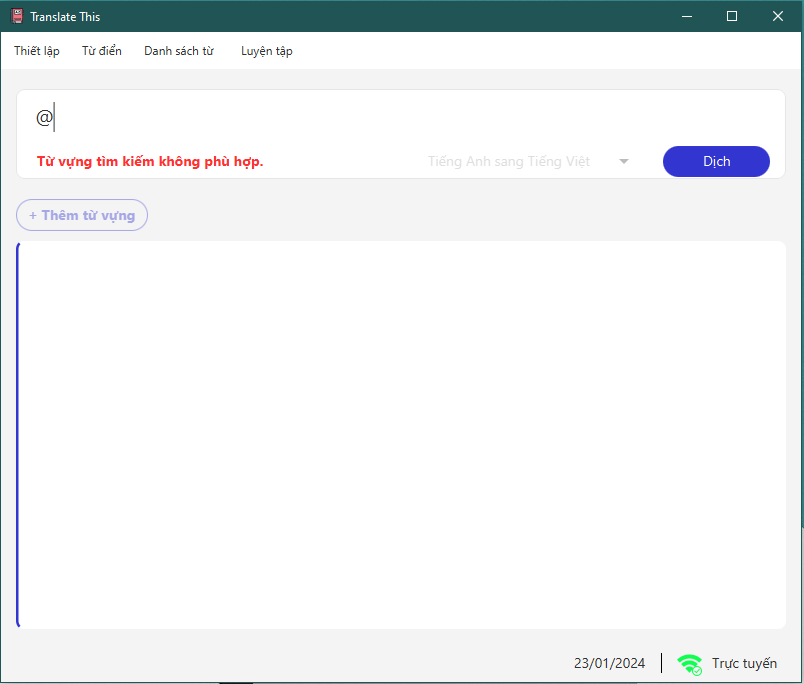 Translate This
Thiết lập Từ điển Danh sách từ Luyện tập
@
Từ vựng tìm kiếm không phù hợp. Tiếng Anh sang Tiếng Việt Dịch
+ Thêm từ vựng
23/01/2024 Trực tuyến